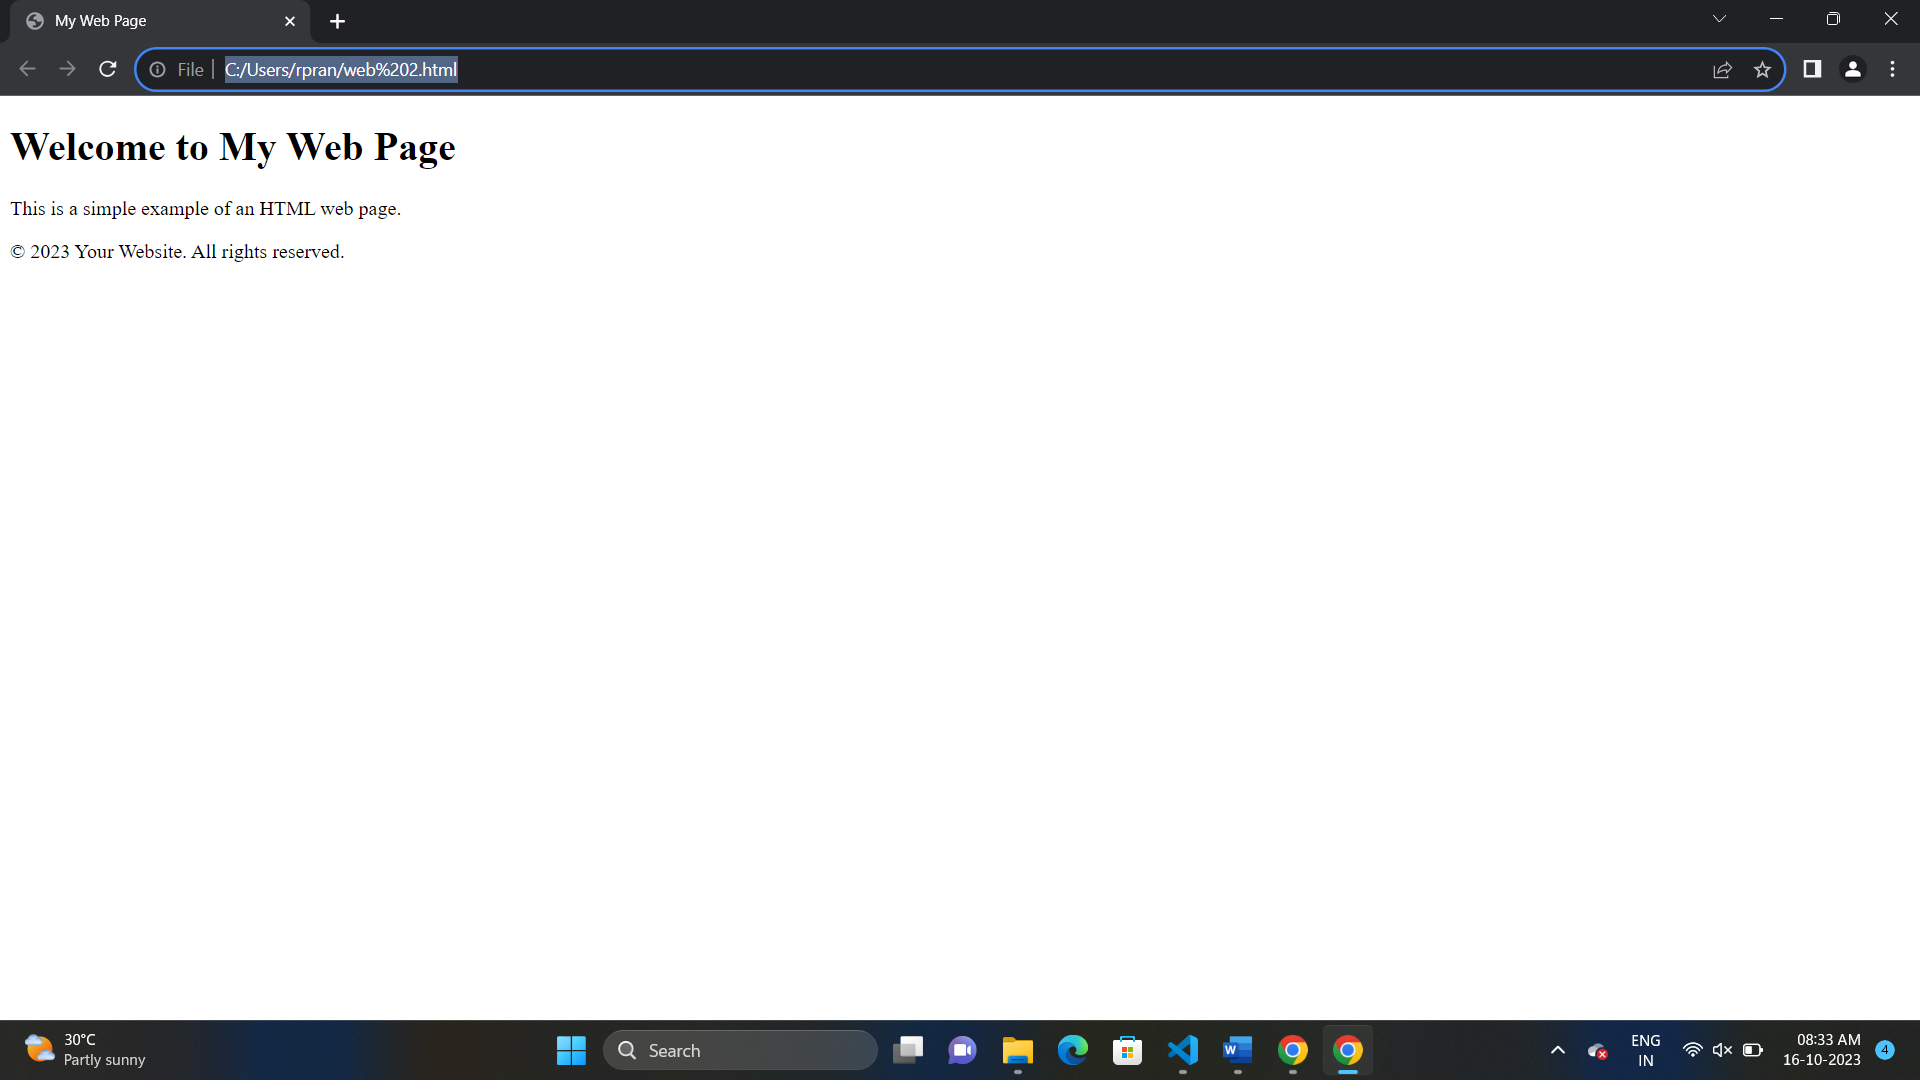 My Web Page
File
C:/Users/rpran/web%202.html
Welcome to My Web Page
This is a simple example of an HTML web page.
© 2023 Your Website. All rights reserved.
30°C
Partly sunny
Search
W
ENG
IN
08:33 AM
16-10-2023
4